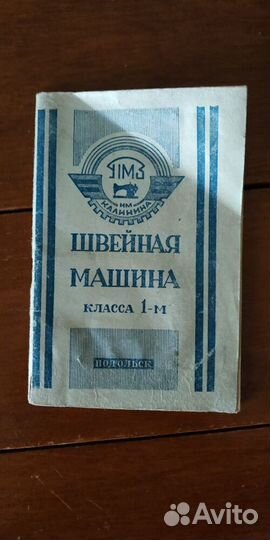 ПМЗ
ИМ.
КАЛИНИНА
ШВЕЙНАЯ
МАШИНА
КЛАССА 1-М
ПОДОЛЬСК
Avito